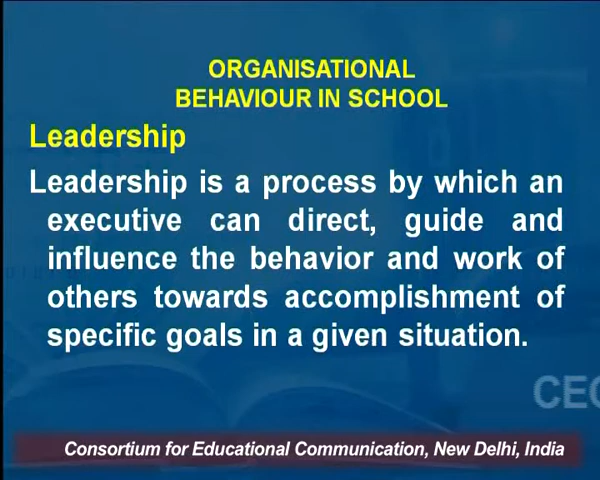 ORGANISATIONAL
BEHAVIOUR IN SCHOOL
Leadership
Leadership is a process by which an
executive can direct, guide and
influence the behavior and work of
others towards accomplishment of
specific goals in a given situation.
CEC
Consortium for Educational Communication, New Delhi, India